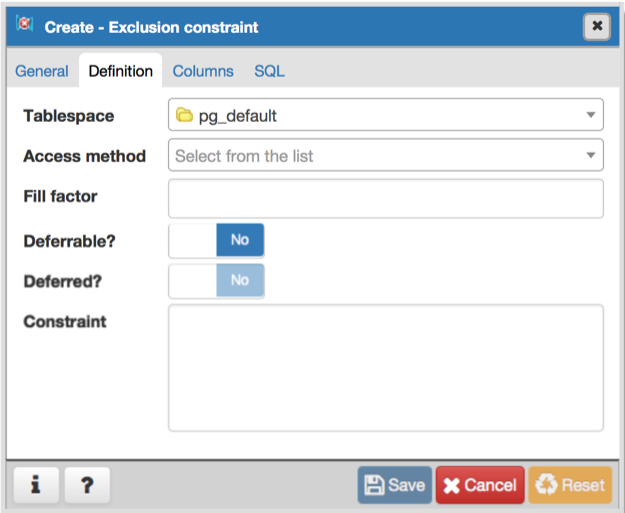 Create - Exclusion constraint
General Definition Columns SQL
Tablespace pg_default
Access method Select from the list
Fill factor
Deferrable? No
Deferred? No
Constraint
i ? Save Cancel Reset